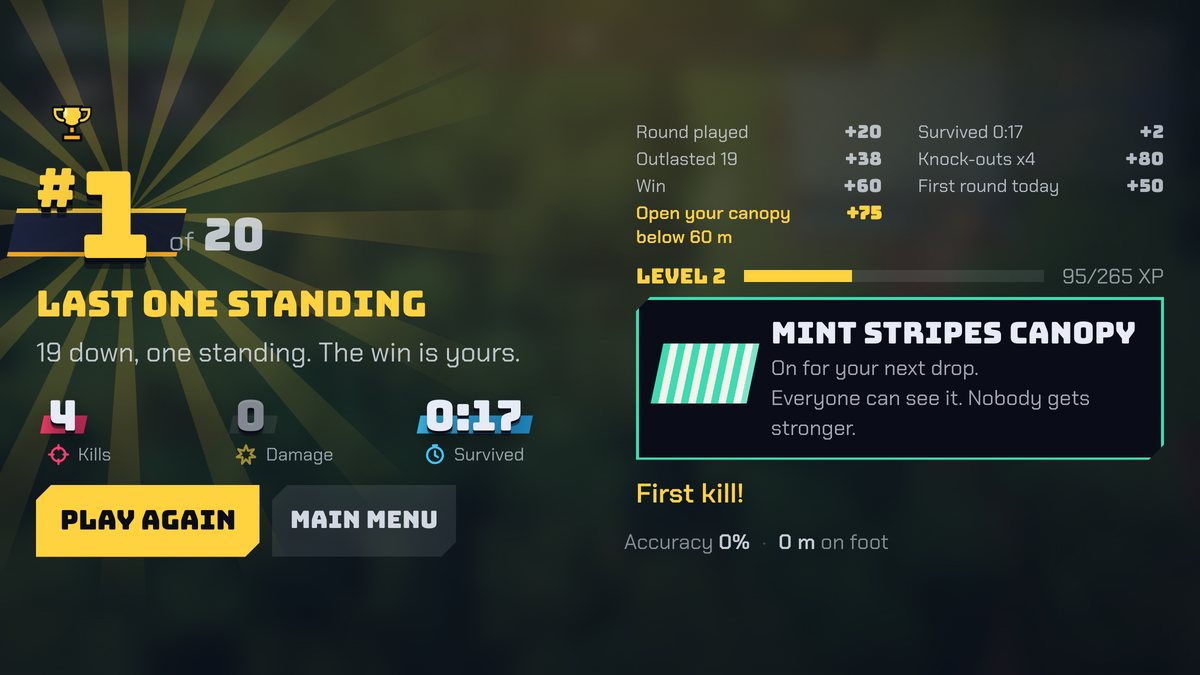 #1 of 20
LAST ONE STANDING
19 down, one standing. The win is yours.
4 0 0:17
Kills Damage Survived
PLAY AGAIN MAIN MENU
Round played +20 Survived 0:17 +2
Outlasted 19 +38 Knock-outs x4 +80
Win +60 First round today +50
Open your canopy +75
below 60 m
LEVEL 2 95/265 XP
MINT STRIPES CANOPY
On for your next drop.
Everyone can see it. Nobody gets
stronger.
First kill!
Accuracy 0% · 0 m on foot